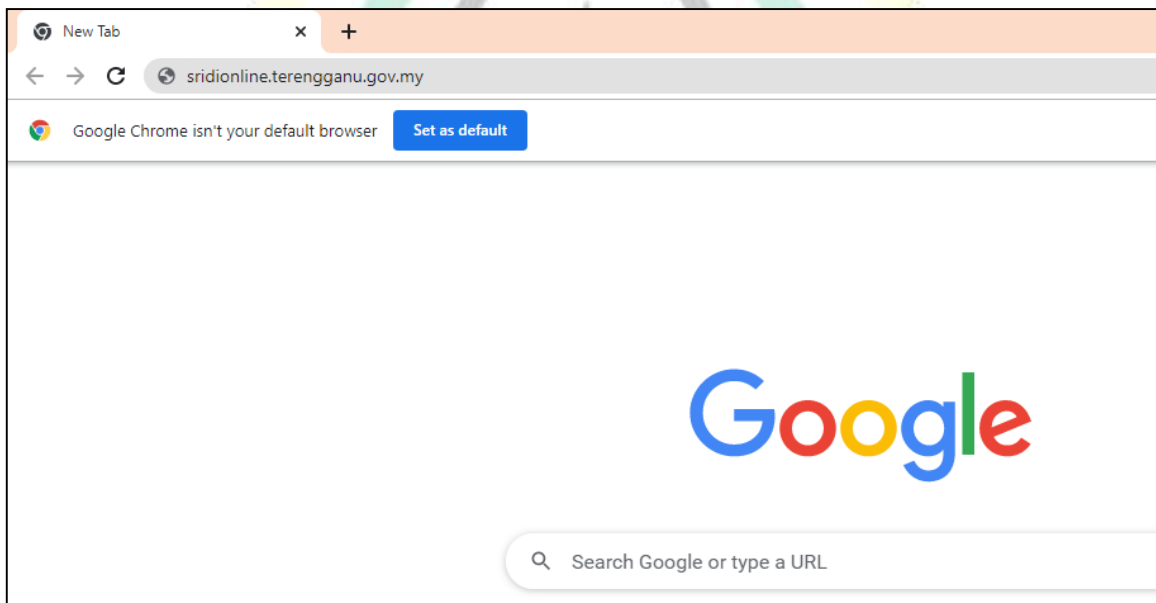 New Tab
sridionline.terengganu.gov.my
Google Chrome isn't your default browser Set as default
Google
Search Google or type a URL